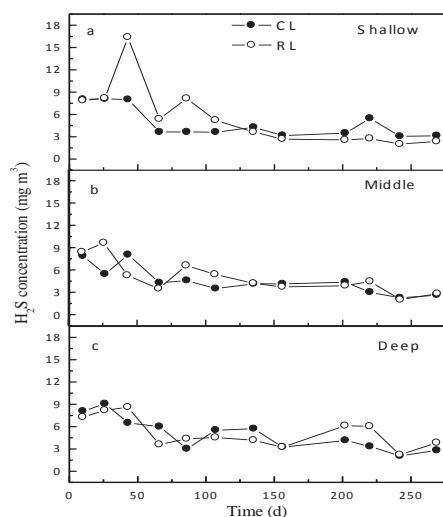 a
CL
RL
Shallow
18
15
12
9
6
3
0
b
Middle
18
15
12
9
6
3
0
c
Deep
18
15
12
9
6
3
0
H₂S concentration (mg m³)
0 50 100 150 200 250
Time (d)